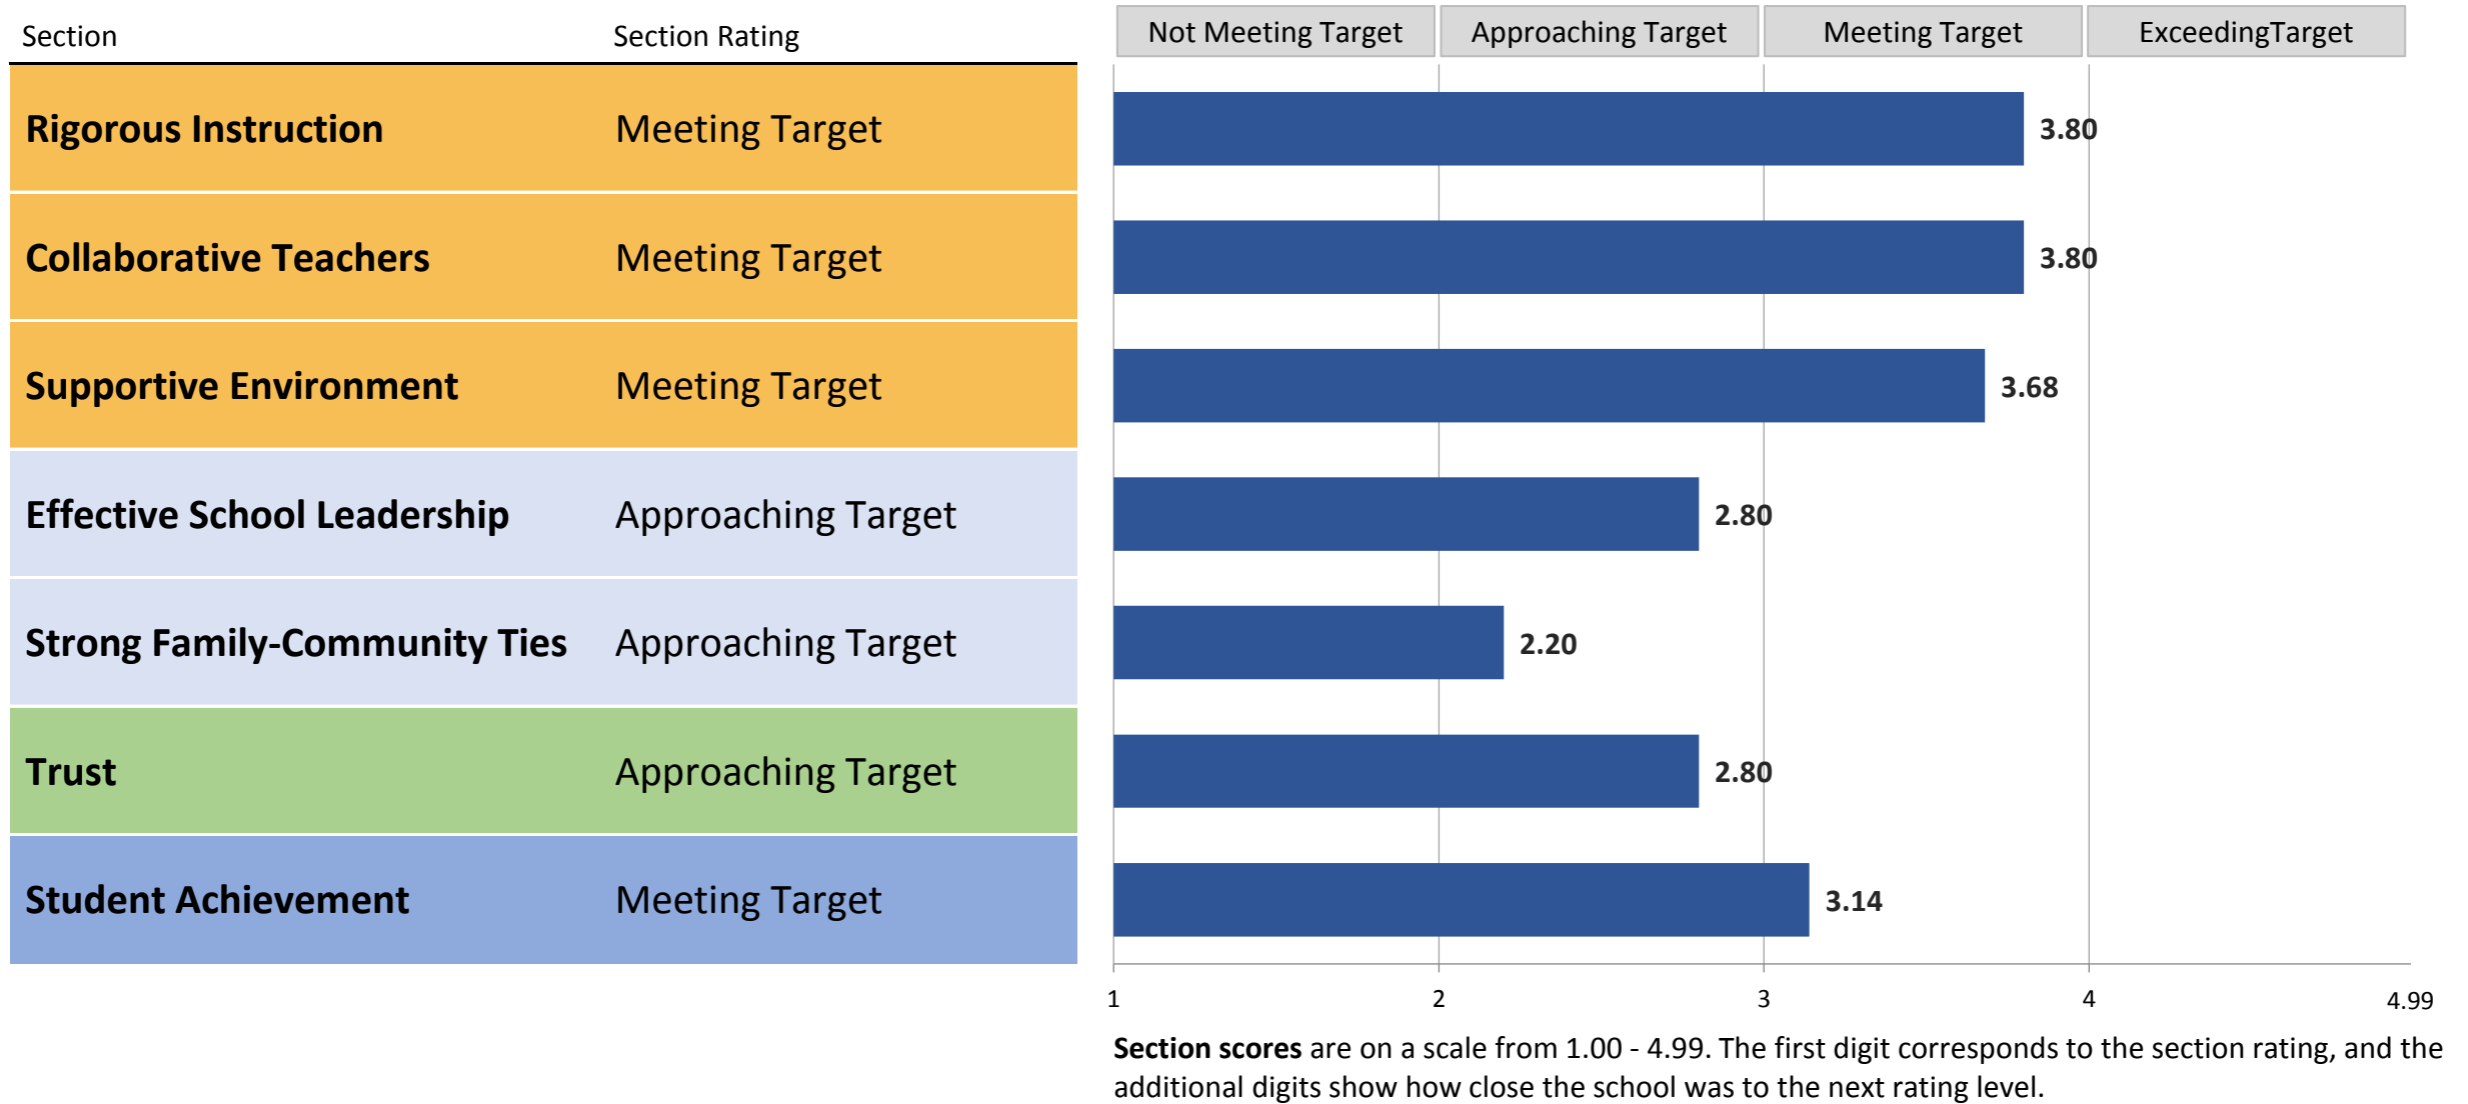 Section Section Rating Not Meeting Target Approaching Target Meeting Target ExceedingTarget
Rigorous Instruction Meeting Target 3.80
Collaborative Teachers Meeting Target 3.80
Supportive Environment Meeting Target 3.68
Effective School Leadership Approaching Target 2.80
Strong Family-Community Ties Approaching Target 2.20
Trust Approaching Target 2.80
Student Achievement Meeting Target 3.14
1 2 3 4 4.99
Section scores are on a scale from 1.00 - 4.99. The first digit corresponds to the section rating, and the
additional digits show how close the school was to the next rating level.